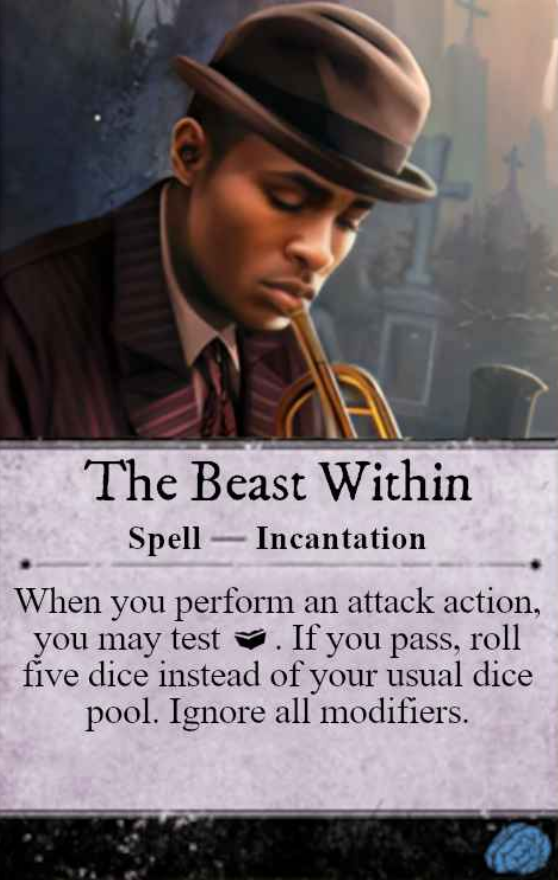 The Beast Within
Spell — Incantation
When you perform an attack action,
you may test . If you pass, roll
five dice instead of your usual dice
pool. Ignore all modifiers.